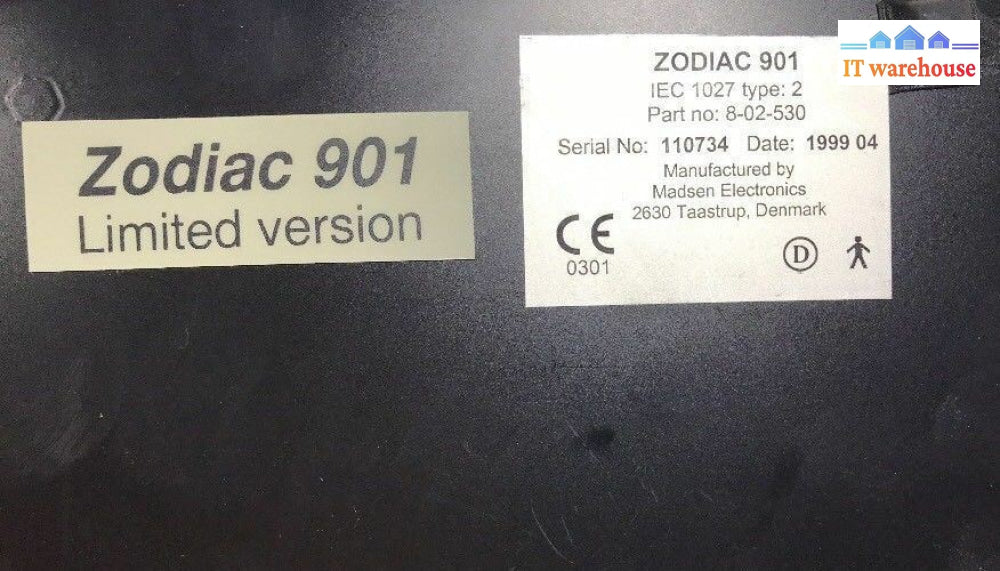 Zodiac 901
Limited version
ZODIAC 901
IEC 1027 type: 2
Part no: 8-02-530
Serial No: 110734 Date: 1999 04
Manufactured by
Madsen Electronics
2630 Taastrup, Denmark
CE
0301
D
IT warehouse